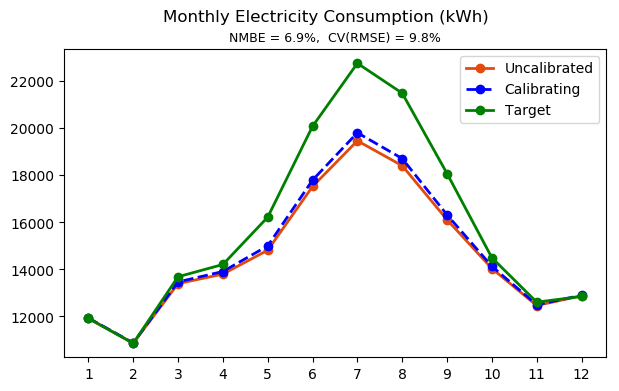 Monthly Electricity Consumption (kWh)
NMBE = 6.9%,  CV(RMSE) = 9.8%
Uncalibrated
Calibrating
Target
22000
20000
18000
16000
14000
12000
1 2 3 4 5 6 7 8 9 10 11 12